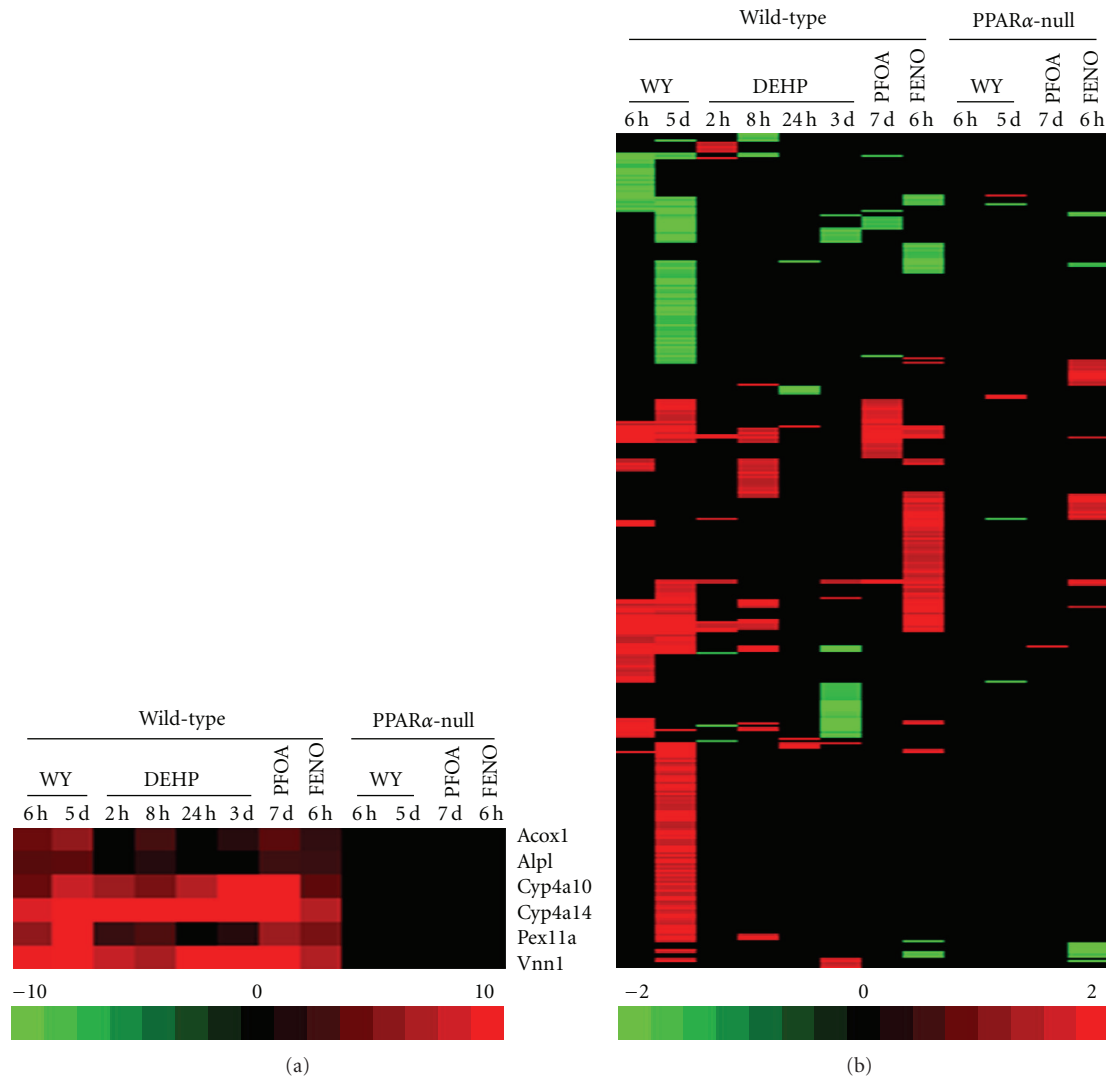 Wild-type PPARα-null
WY DEHP PFOA FENO WY PFOA FENO
6 h 5 d 2 h 8 h 24 h 3 d 7 d 6 h 6 h 5 d 7 d 6 h
Acox1
Alpl
Cyp4a10
Cyp4a14
Pex11a
Vnn1
−10 0 10
(a)
Wild-type PPARα-null
WY DEHP PFOA FENO WY PFOA FENO
6 h 5 d 2 h 8 h 24 h 3 d 7 d 6 h 6 h 5 d 7 d 6 h
−2 0 2
(b)